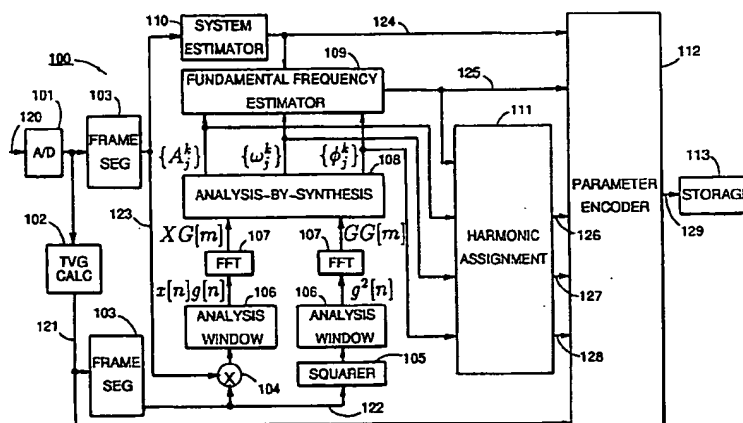 110
SYSTEM
ESTIMATOR
124
112
100
109
FUNDAMENTAL FREQUENCY
ESTIMATOR
125
101
103
120
A/D
FRAME
SEG
111
113
{A_j^k}
{ω_j^k}
{ϕ_j^k}
108
ANALYSIS-BY-SYNTHESIS
PARAMETER
ENCODER
STORAGE
123
129
102
TVG
CALC
XG[m]
107
FFT
107
GG[m]
FFT
HARMONIC
ASSIGNMENT
126
x[n]g[n]
106
106
g²[n]
127
ANALYSIS
WINDOW
ANALYSIS
WINDOW
121
103
128
FRAME
SEG
X
104
105
SQUARER
122